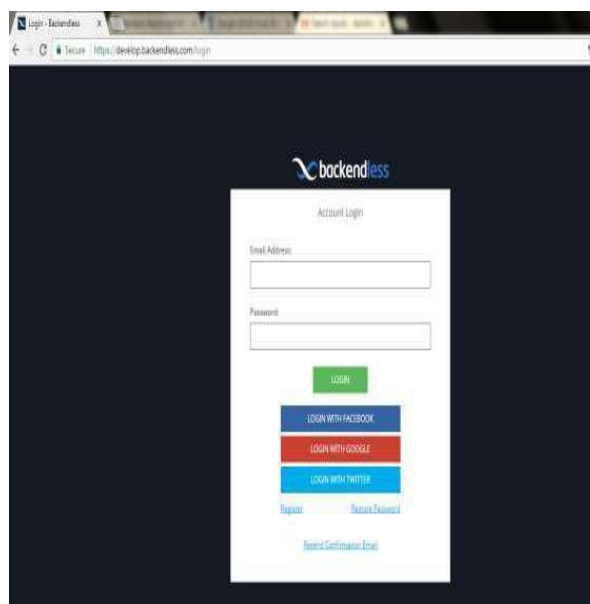 Login - Backendless
Secure https://develop.backendless.com/login
backendless
Account Login
Email Address:
Password:
LOGIN
LOGIN WITH FACEBOOK
LOGIN WITH GOOGLE
LOGIN WITH TWITTER
Register Restore Password
Resend Confirmation Email